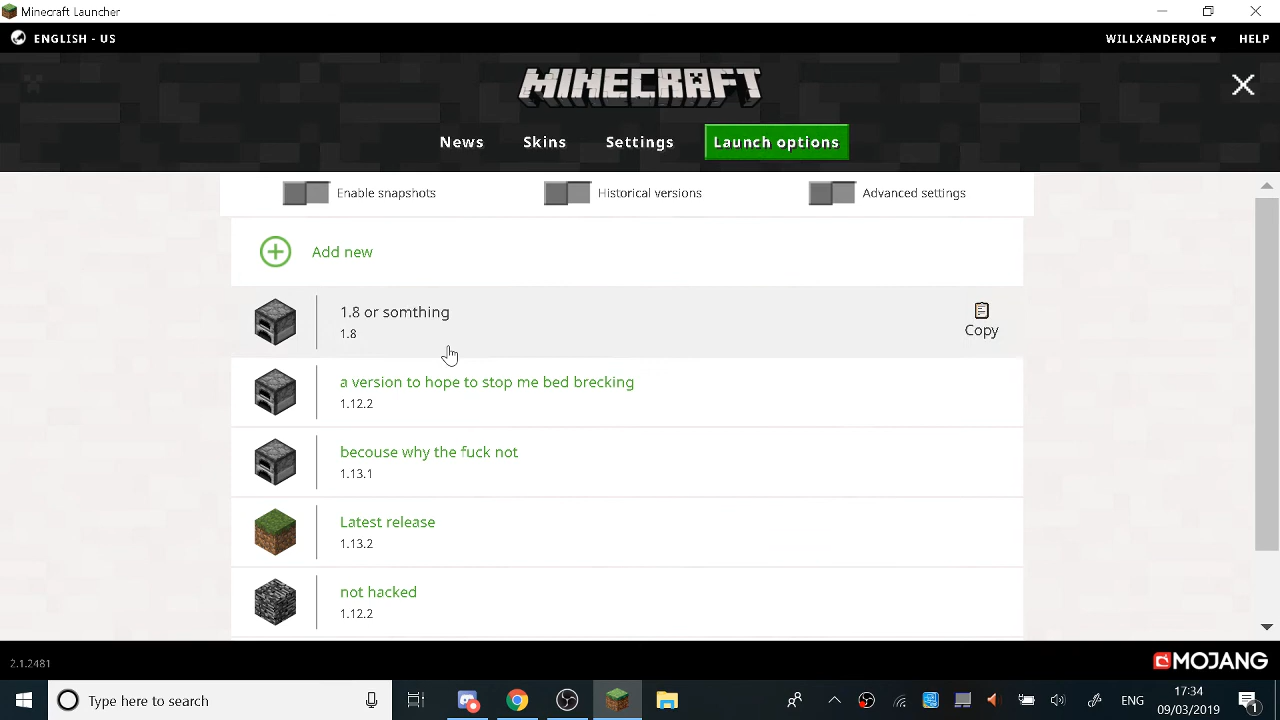 Minecraft Launcher
ENGLISH - US
WILLXANDERJOE
HELP
MINECRAFT
News
Skins
Settings
Launch options
Enable snapshots
Historical versions
Advanced settings
Add new
1.8 or somthing
1.8
Copy
a version to hope to stop me bed brecking
1.12.2
becouse why the fuck not
1.13.1
Latest release
1.13.2
not hacked
1.12.2
2.1.2481
MOJANG
Type here to search
ENG
17:34
09/03/2019
1